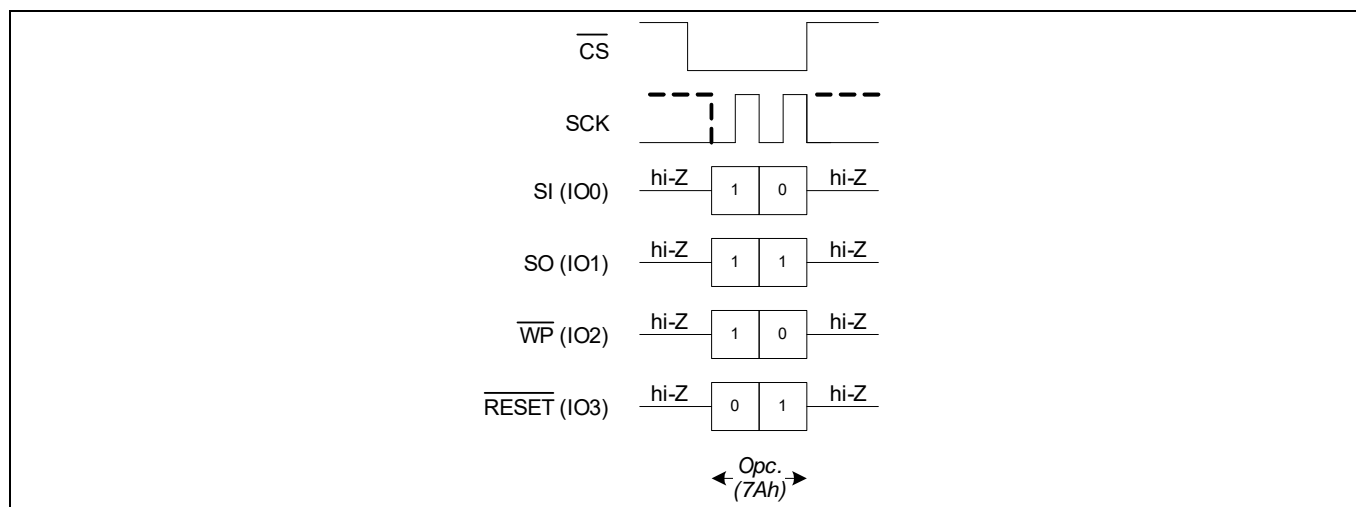 CS
SCK
SI (IO0) hi-Z 1 0 hi-Z
SO (IO1) hi-Z 1 1 hi-Z
WP (IO2) hi-Z 1 0 hi-Z
RESET (IO3) hi-Z 0 1 hi-Z
Opc.
(7Ah)